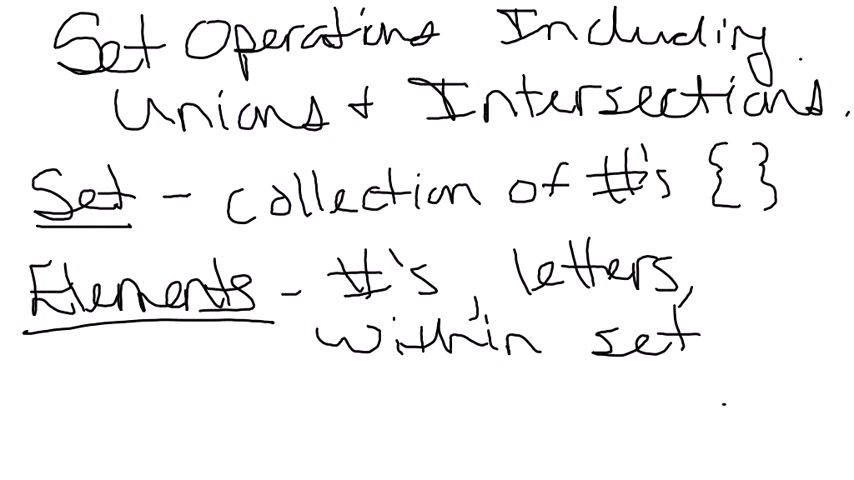 Set Operations Including
Unions + Intersections.
Set - collection of #'s { }
Elements - #'s, letters,
within set